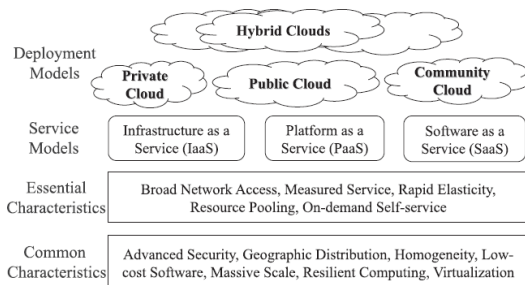 Hybrid Clouds
Deployment
Models
Private
Cloud
Public Cloud
Community
Cloud
Service
Models
Infrastructure as a
Service (IaaS)
Platform as a
Service (PaaS)
Software as a
Service (SaaS)
Essential
Characteristics
Broad Network Access, Measured Service, Rapid Elasticity,
Resource Pooling, On-demand Self-service
Common
Characteristics
Advanced Security, Geographic Distribution, Homogeneity, Low-
cost Software, Massive Scale, Resilient Computing, Virtualization